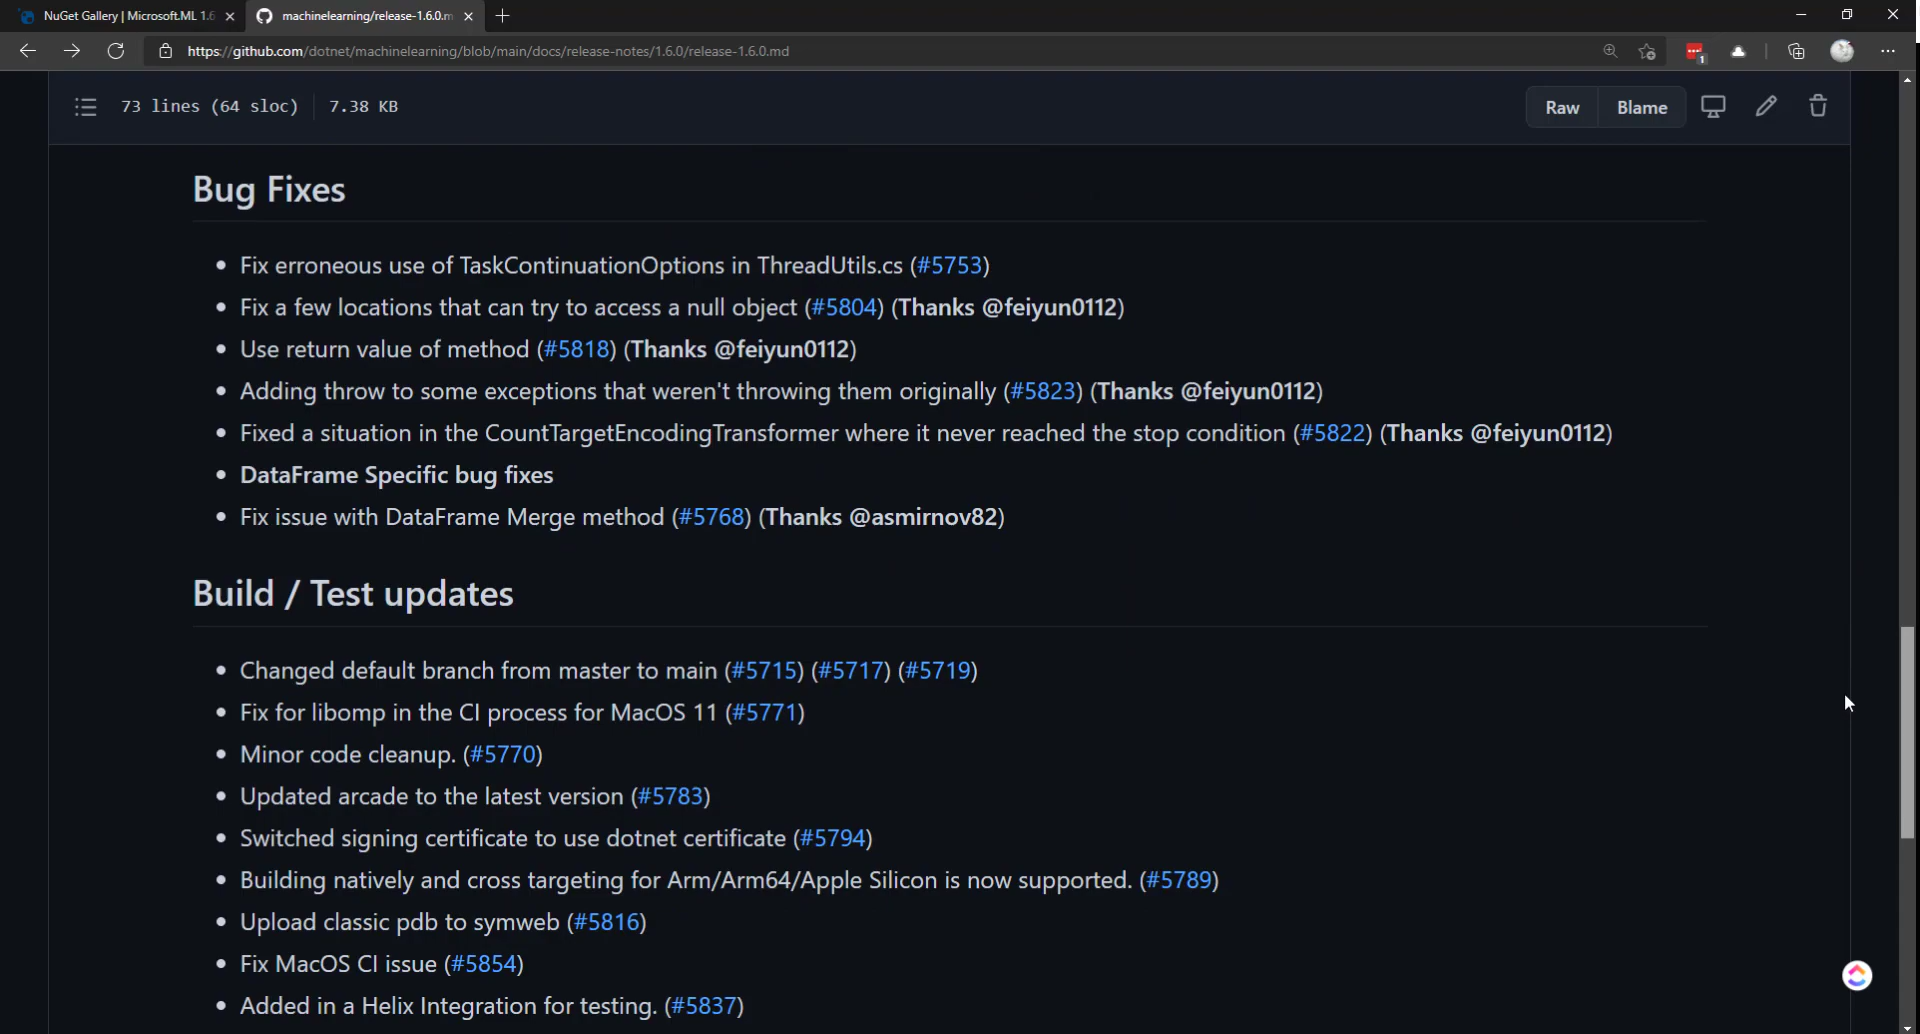 NuGet Gallery | Microsoft.ML 1.6
machinelearning/release-1.6.0.m
https://github.com/dotnet/machinelearning/blob/main/docs/release-notes/1.6.0/release-1.6.0.md
1
73 lines (64 sloc) 7.38 KB
Raw Blame
Bug Fixes
Fix erroneous use of TaskContinuationOptions in ThreadUtils.cs (#5753)
Fix a few locations that can try to access a null object (#5804) (Thanks @feiyun0112)
Use return value of method (#5818) (Thanks @feiyun0112)
Adding throw to some exceptions that weren't throwing them originally (#5823) (Thanks @feiyun0112)
Fixed a situation in the CountTargetEncodingTransformer where it never reached the stop condition (#5822) (Thanks @feiyun0112)
DataFrame Specific bug fixes
Fix issue with DataFrame Merge method (#5768) (Thanks @asmirnov82)
Build / Test updates
Changed default branch from master to main (#5715) (#5717) (#5719)
Fix for libomp in the CI process for MacOS 11 (#5771)
Minor code cleanup. (#5770)
Updated arcade to the latest version (#5783)
Switched signing certificate to use dotnet certificate (#5794)
Building natively and cross targeting for Arm/Arm64/Apple Silicon is now supported. (#5789)
Upload classic pdb to symweb (#5816)
Fix MacOS CI issue (#5854)
Added in a Helix Integration for testing. (#5837)